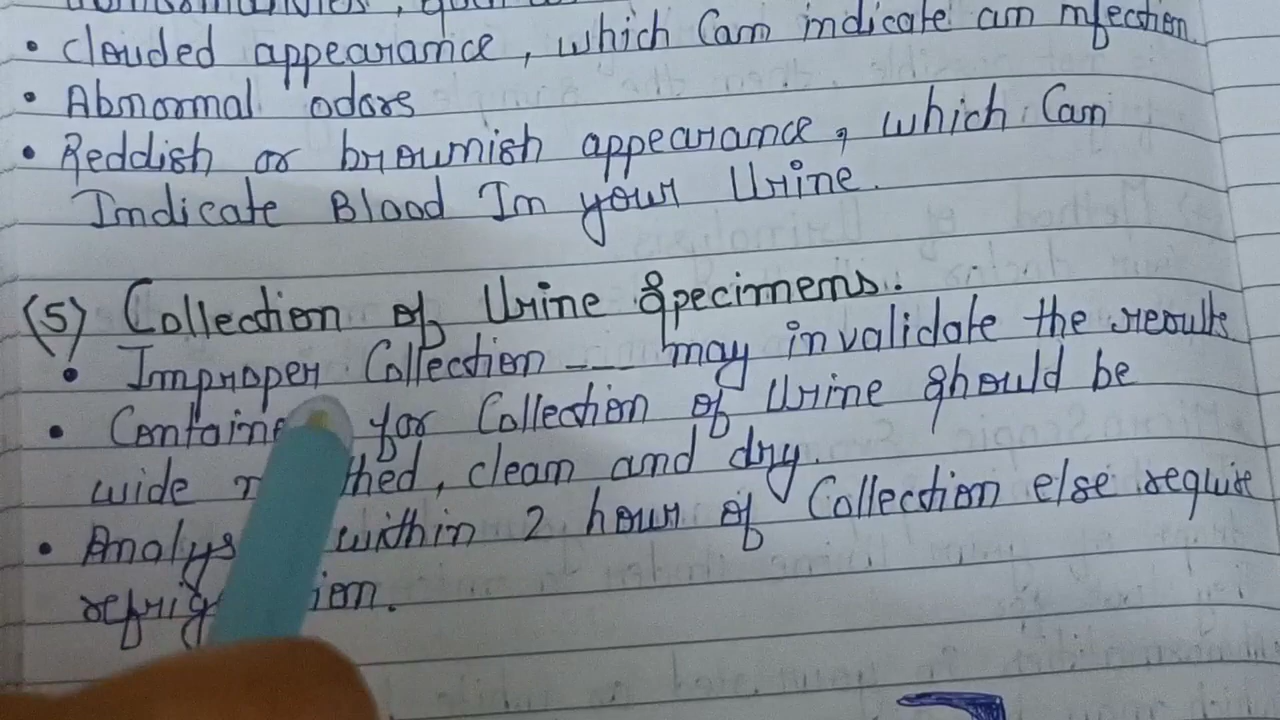 • Clouded appearance, which Can indicate an nfection
• Abnormal odors
• Reddish or brownish appearance, which Can
Indicate Blood In your Urine.
(5) Collection of Urine Specimens.
• Improper Collection --- may invalidate the results
• for Collection of Urine should be
wide clean and dry.
• within 2 hour of Collection else require